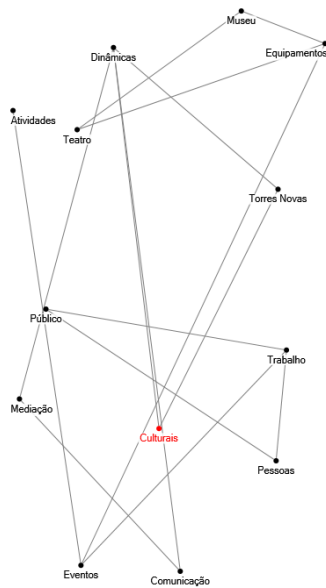 Museu
Equipamentos
Dinâmicas
Atividades
Teatro
Torres Novas
Público
Trabalho
Mediação
Culturais
Pessoas
Eventos
Comunicação